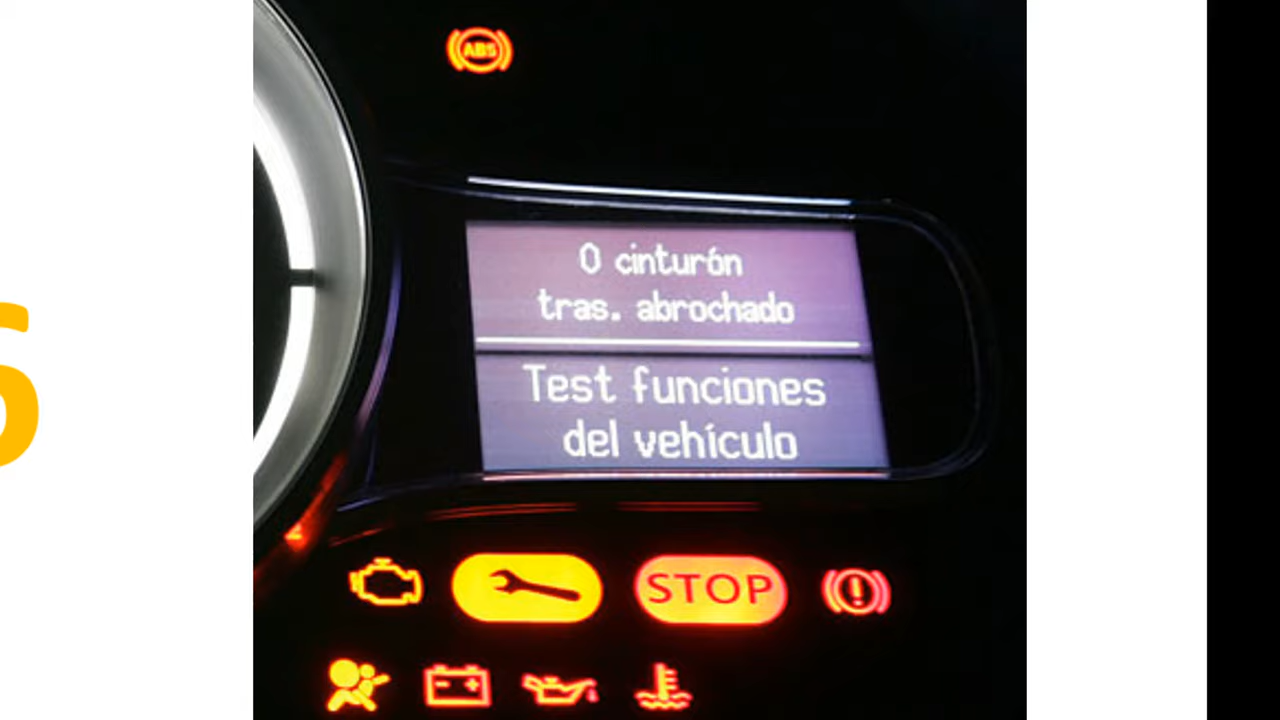 ABS
0 cinturón
tras. abrochado
Test funciones
del vehículo
STOP